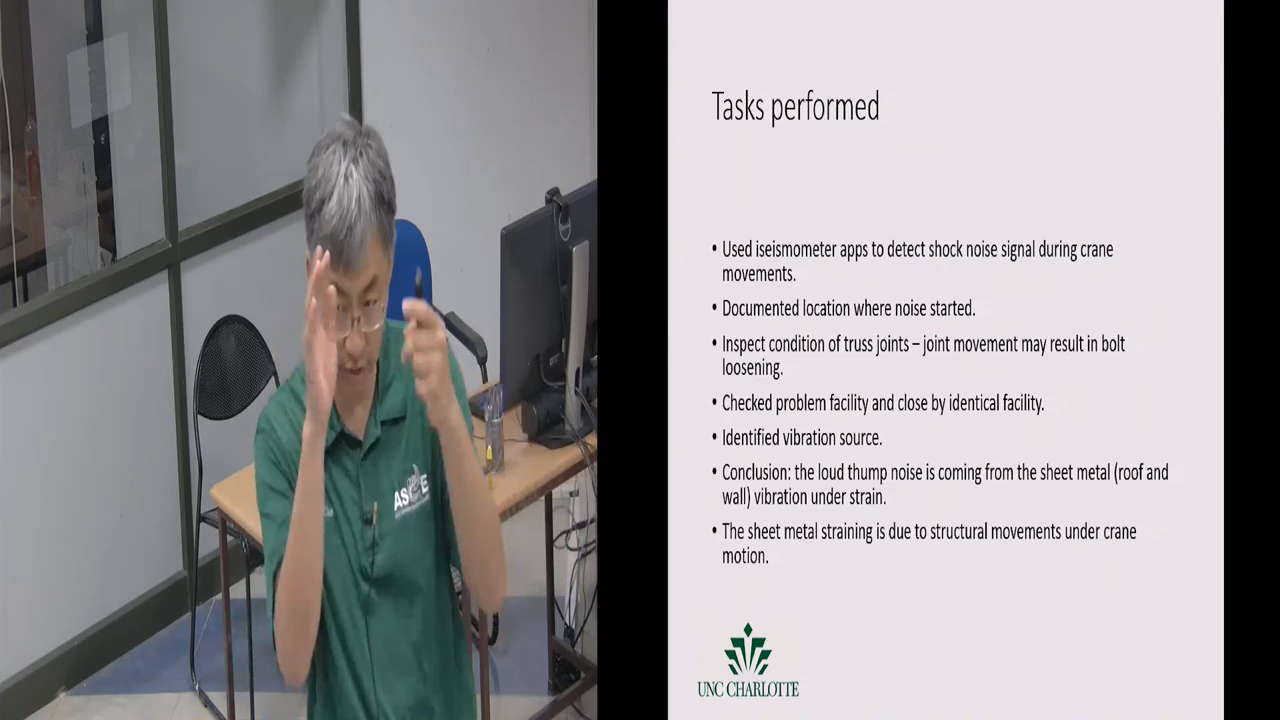 Tasks performed
• Used iseismometer apps to detect shock noise signal during crane
movements.
• Documented location where noise started.
• Inspect condition of truss joints – joint movement may result in bolt
loosening.
• Checked problem facility and close by identical facility.
• Identified vibration source.
• Conclusion: the loud thump noise is coming from the sheet metal (roof and
wall) vibration under strain.
• The sheet metal straining is due to structural movements under crane
motion.
UNC CHARLOTTE